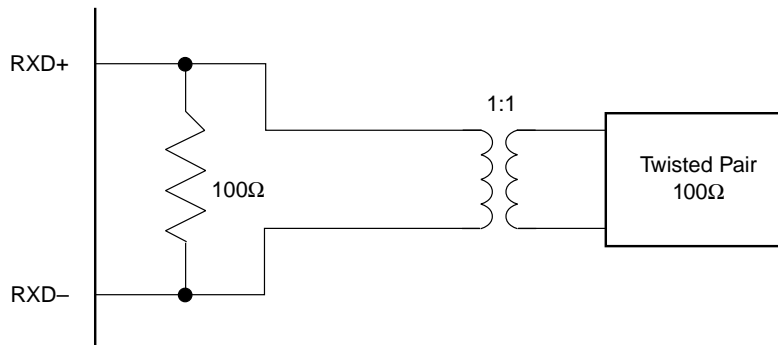 RXD+
1:1
Twisted Pair
100Ω
100Ω
RXD–